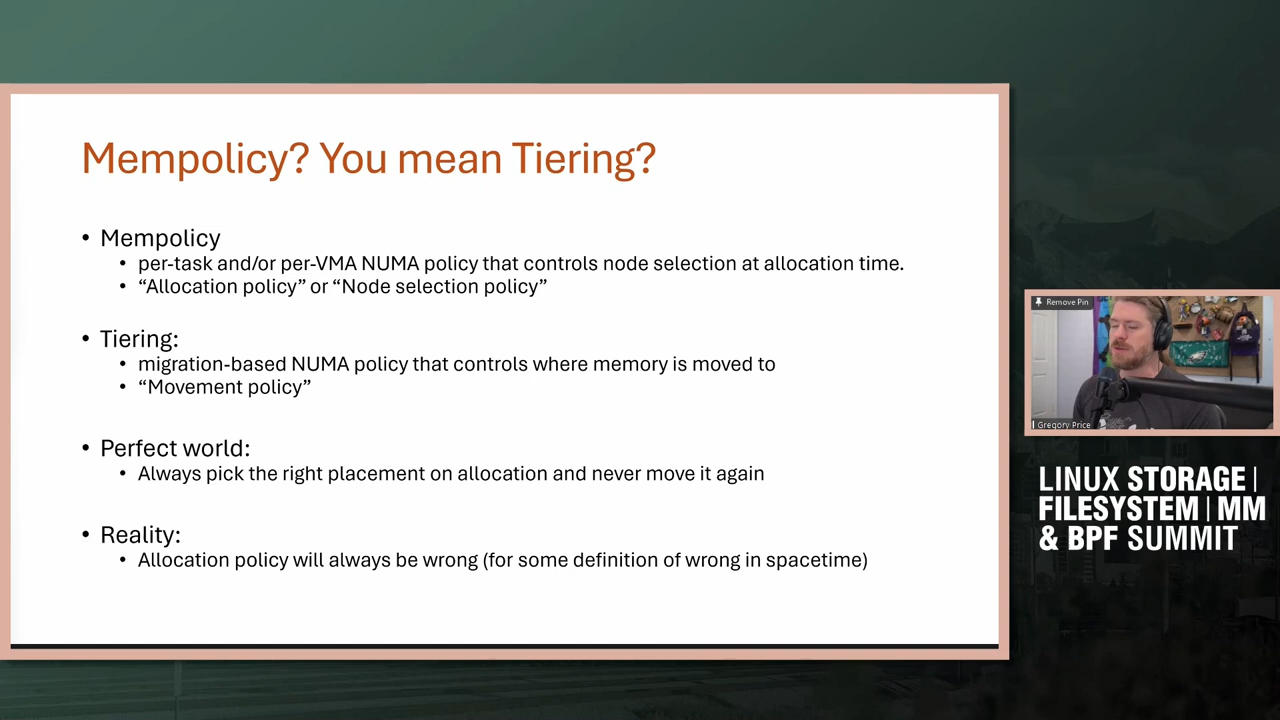 Mempolicy? You mean Tiering?
• Mempolicy
• per-task and/or per-VMA NUMA policy that controls node selection at allocation time.
• “Allocation policy” or “Node selection policy”
• Tiering:
• migration-based NUMA policy that controls where memory is moved to
• “Movement policy”
• Perfect world:
• Always pick the right placement on allocation and never move it again
• Reality:
• Allocation policy will always be wrong (for some definition of wrong in spacetime)
Remove Pin
Gregory Price
LINUX STORAGE |
FILESYSTEM | MM
& BPF SUMMIT